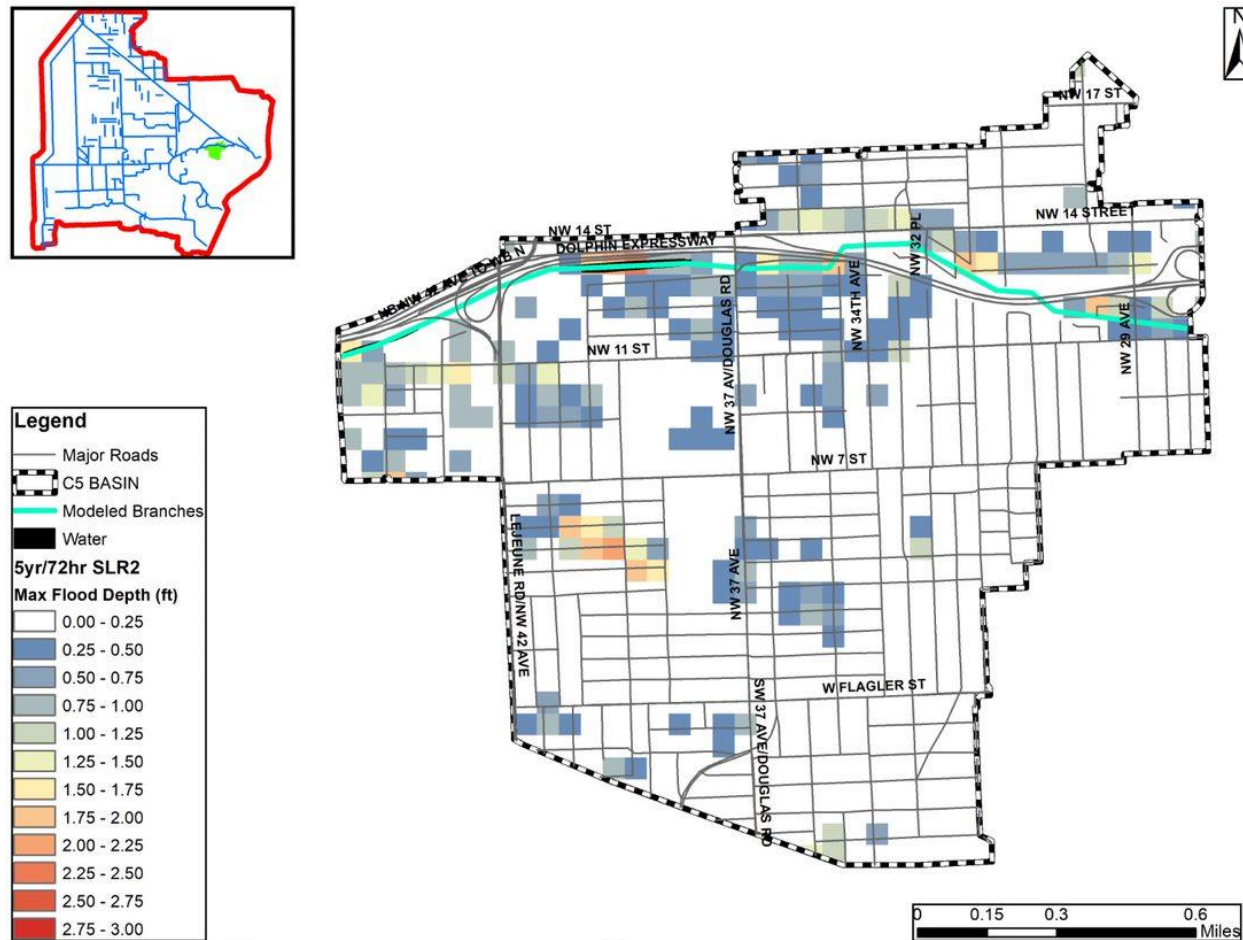 N
NW 17 ST
NW 14 STREET
NW 14 ST
DOLPHIN EXPRESSWAY
NW 32 PL
NW 37 AV/DOUGLAS RD
NW 34TH AVE
NW 29 AVE
NW 11 ST
NW 7 ST
LEJEUNE RD/NW 42 AVE
NW 37 AVE
W FLAGLER ST
SW 37 AVE/DOUGLAS RD
Legend
Major Roads
C5 BASIN
Modeled Branches
Water
5yr/72hr SLR2
Max Flood Depth (ft)
0.00 - 0.25
0.25 - 0.50
0.50 - 0.75
0.75 - 1.00
1.00 - 1.25
1.25 - 1.50
1.50 - 1.75
1.75 - 2.00
2.00 - 2.25
2.25 - 2.50
2.50 - 2.75
2.75 - 3.00
0 0.15 0.3 0.6
Miles